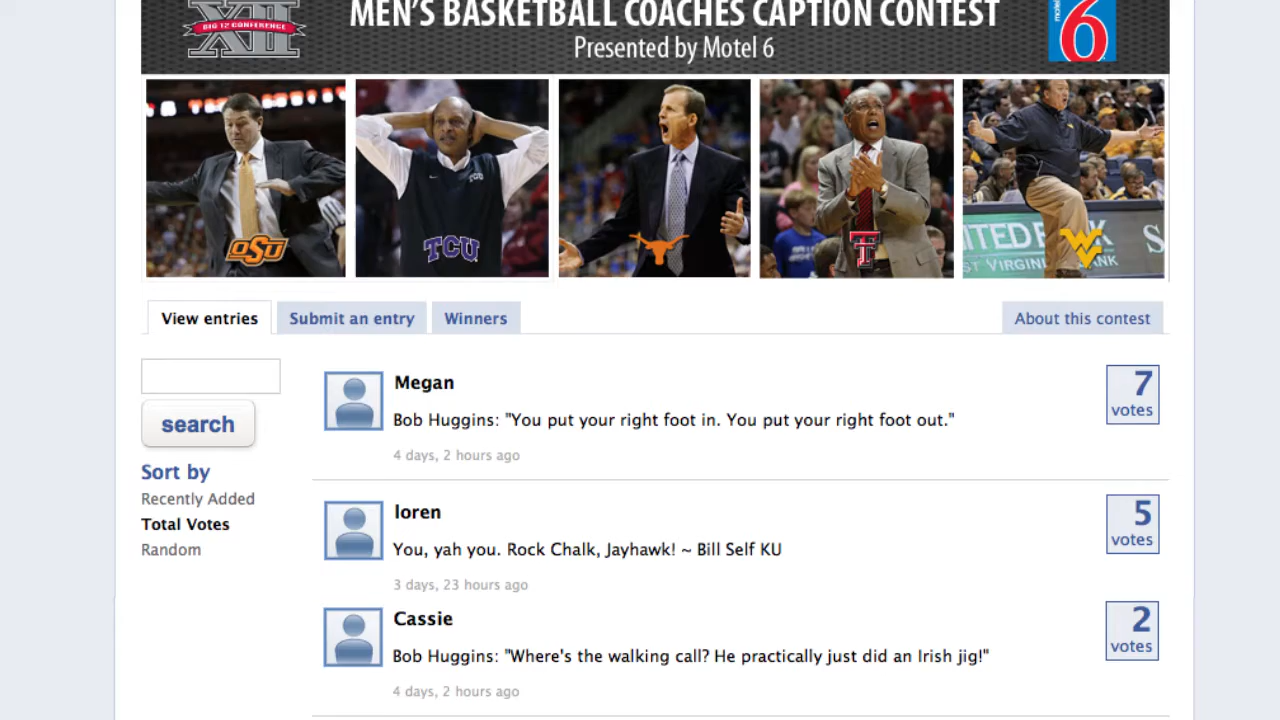 MEN'S BASKETBALL COACHES CAPTION CONTEST
BIG 12 CONFERENCE
XII
Presented by Motel 6
motel
6
OSU
TCU
TCU
T
WV
ITED
BANK
S
View entries
Submit an entry
Winners
About this contest
search
Sort by
Recently Added
Total Votes
Random
Megan
Bob Huggins: "You put your right foot in. You put your right foot out."
4 days, 2 hours ago
7
votes
loren
You, yah you. Rock Chalk, Jayhawk! ~ Bill Self KU
3 days, 23 hours ago
5
votes
Cassie
Bob Huggins: "Where's the walking call? He practically just did an Irish jig!"
4 days, 2 hours ago
2
votes